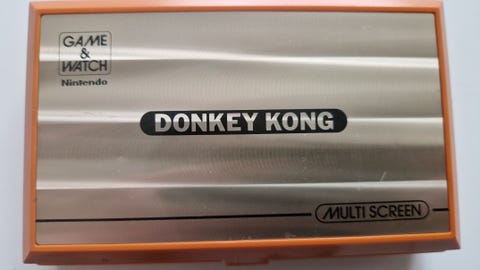 GAME
&
WATCH
Nintendo
DONKEY KONG
MULTI SCREEN